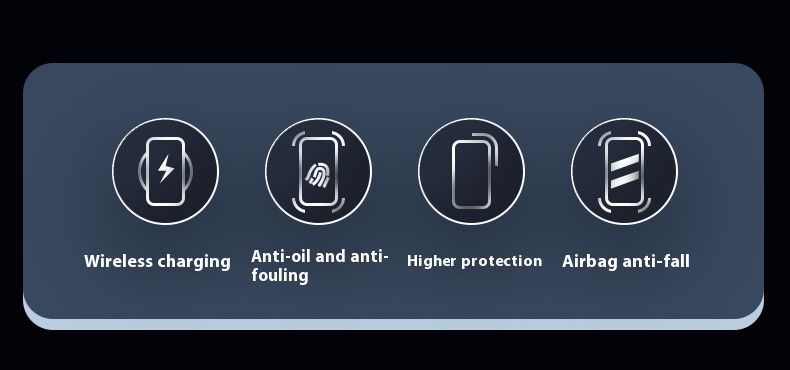 Wireless charging
Anti-oil and anti-
fouling
Higher protection
Airbag anti-fall